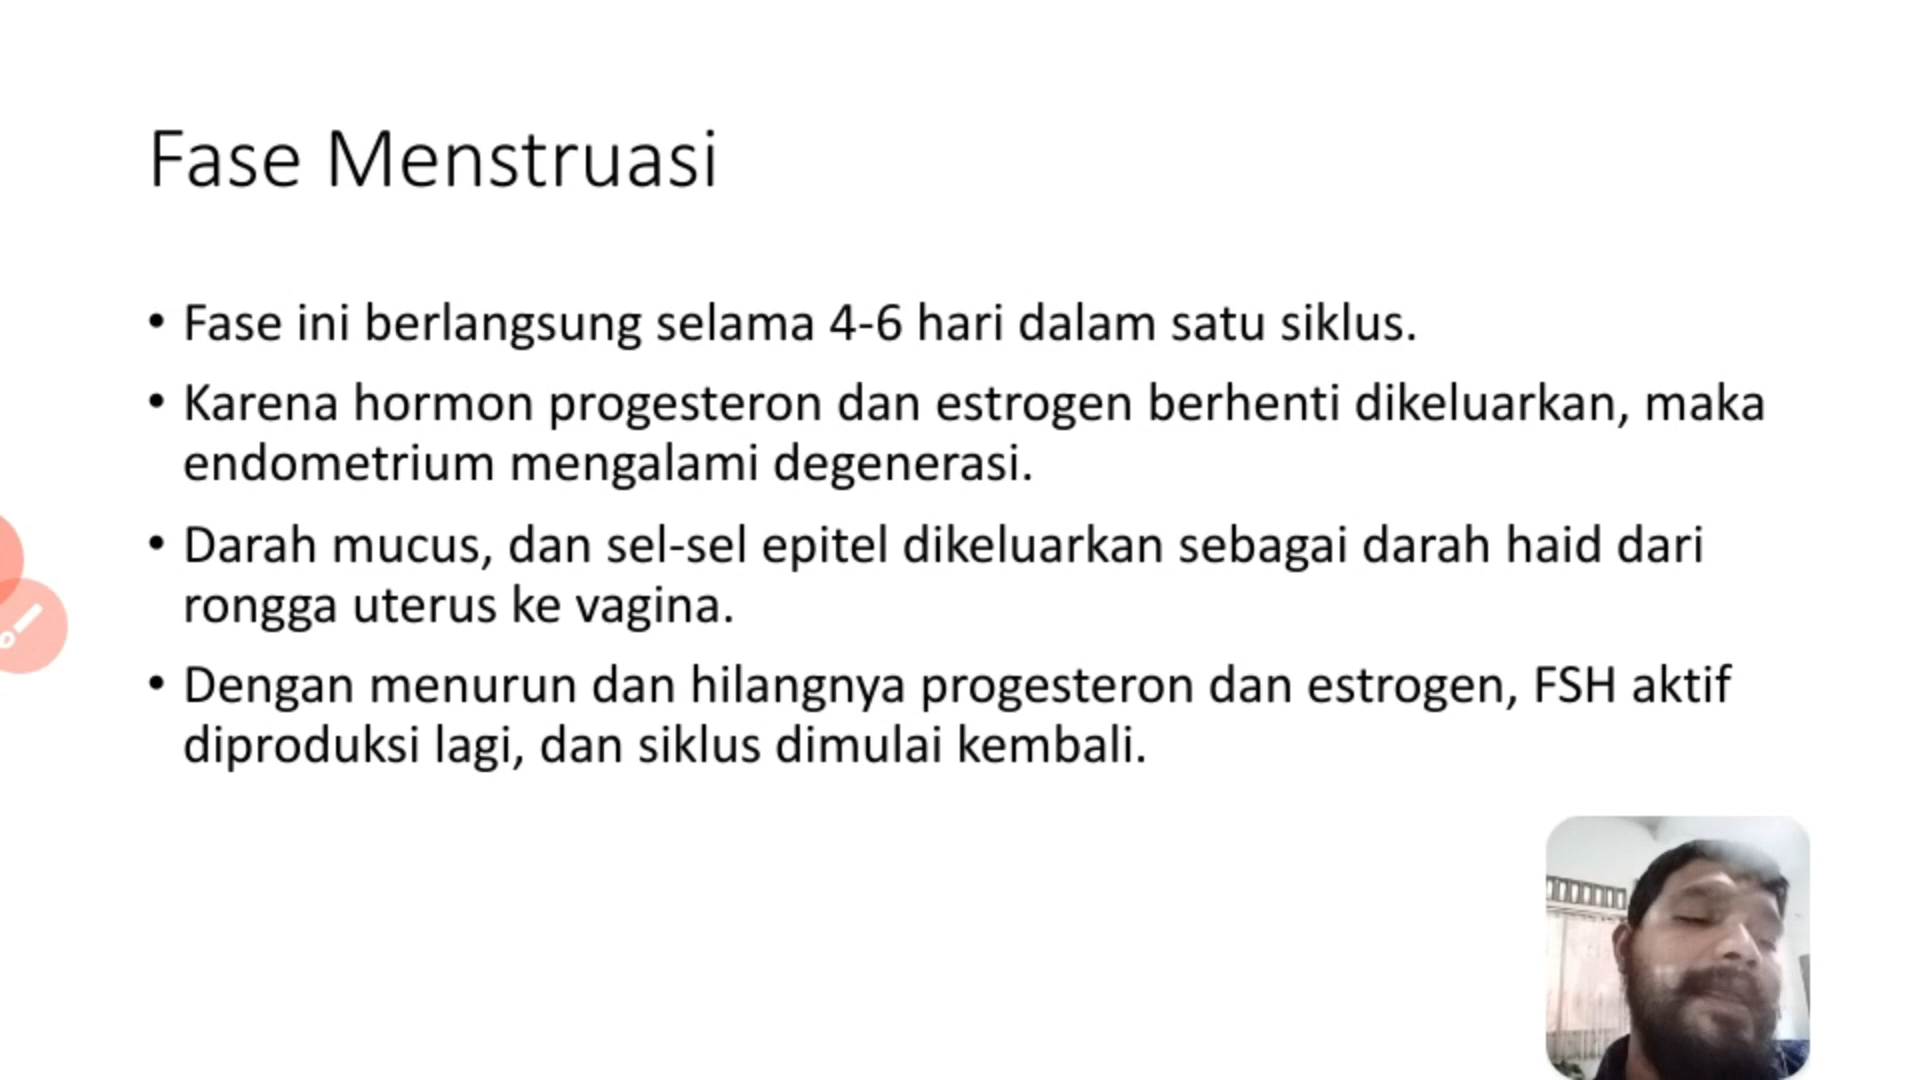 Fase Menstruasi
• Fase ini berlangsung selama 4-6 hari dalam satu siklus.
• Karena hormon progesteron dan estrogen berhenti dikeluarkan, maka
endometrium mengalami degenerasi.
• Darah mucus, dan sel-sel epitel dikeluarkan sebagai darah haid dari
rongga uterus ke vagina.
• Dengan menurun dan hilangnya progesteron dan estrogen, FSH aktif
diproduksi lagi, dan siklus dimulai kembali.